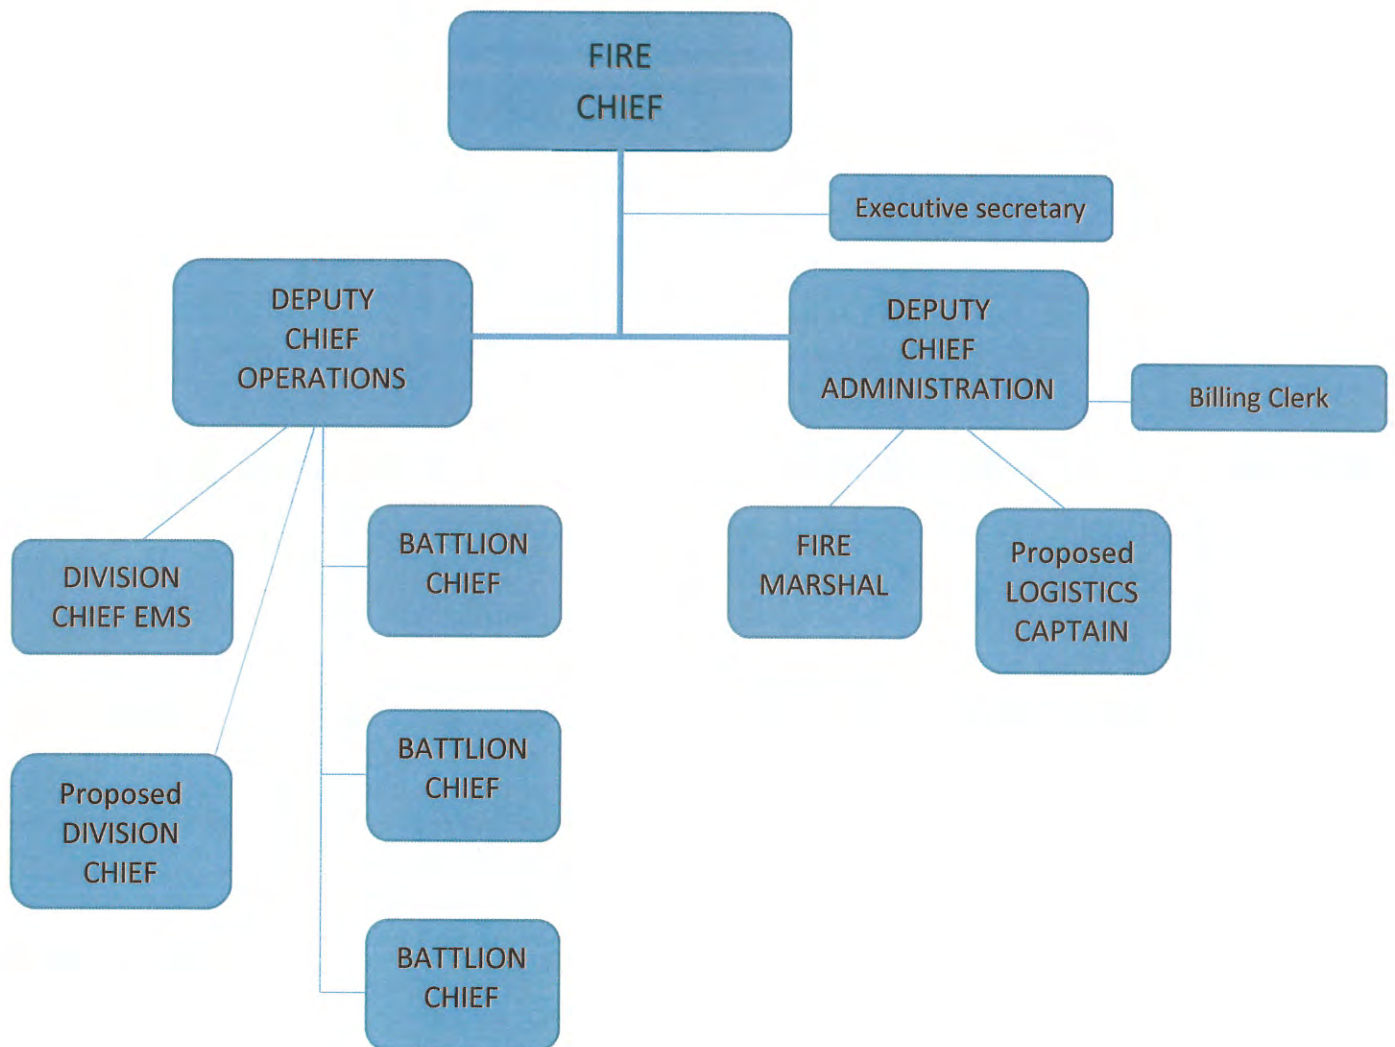 FIRE
CHIEF
Executive secretary
DEPUTY
CHIEF
OPERATIONS
DEPUTY
CHIEF
ADMINISTRATION
Billing Clerk
DIVISION
CHIEF EMS
BATTLION
CHIEF
FIRE
MARSHAL
Proposed
LOGISTICS
CAPTAIN
BATTLION
CHIEF
Proposed
DIVISION
CHIEF
BATTLION
CHIEF